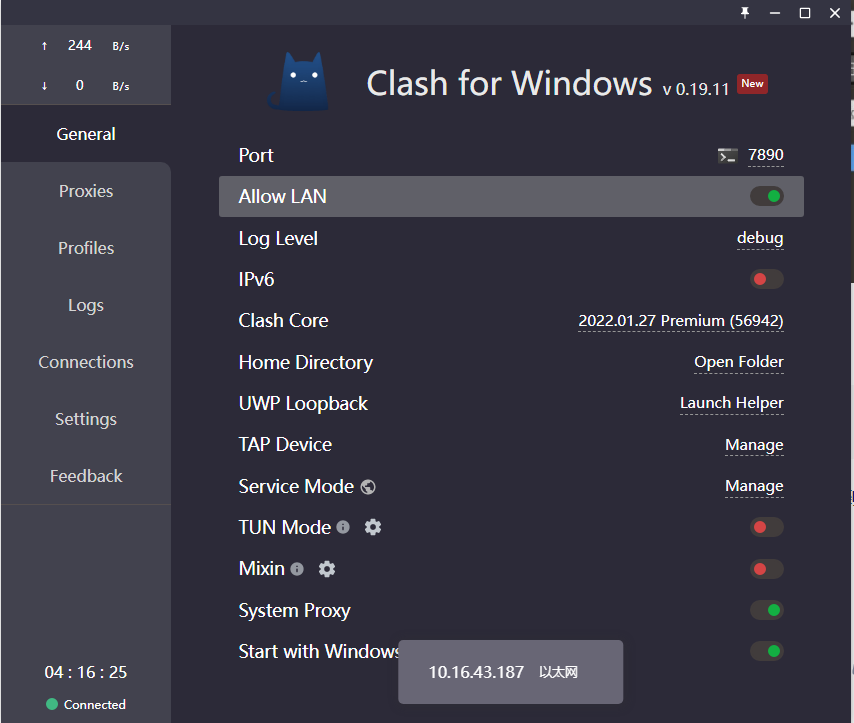 ↑ 244 B/s
↓ 0 B/s
General
Proxies
Profiles
Logs
Connections
Settings
Feedback
04 : 16 : 25
Connected
Clash for Windows v 0.19.11 New
Port 7890
Allow LAN
Log Level debug
IPv6
Clash Core 2022.01.27 Premium (56942)
Home Directory Open Folder
UWP Loopback Launch Helper
TAP Device Manage
Service Mode Manage
TUN Mode
Mixin
System Proxy
Start with Windows
10.16.43.187 以太网